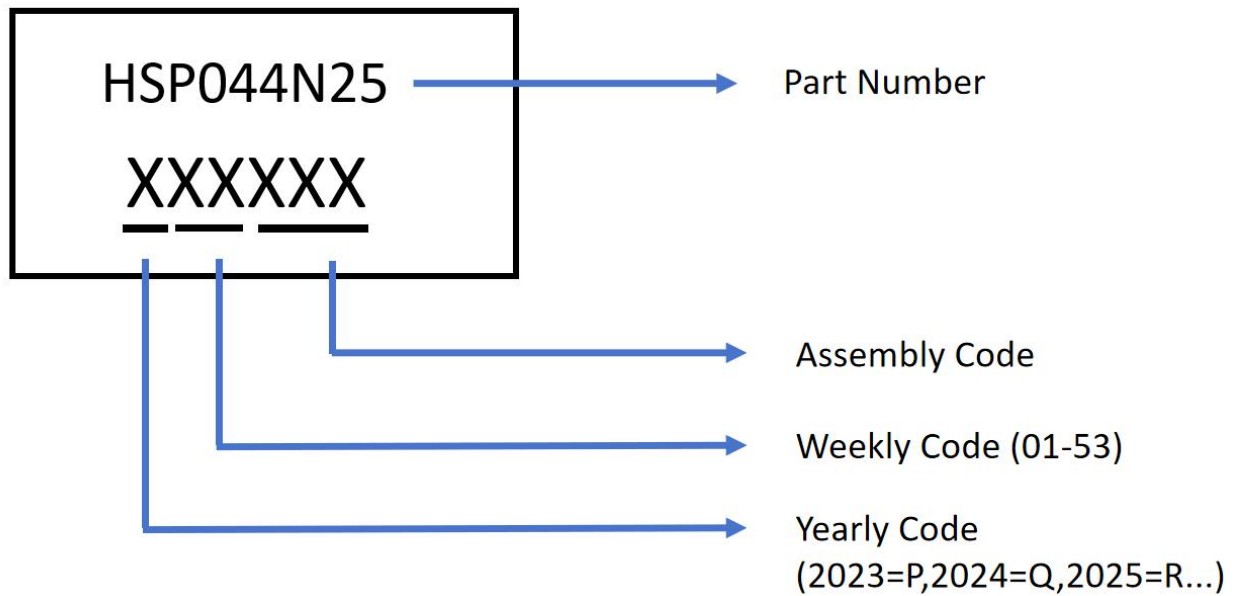 HSP044N25
Part Number
XXXXXX
Assembly Code
Weekly Code (01-53)
Yearly Code
(2023=P,2024=Q,2025=R...)